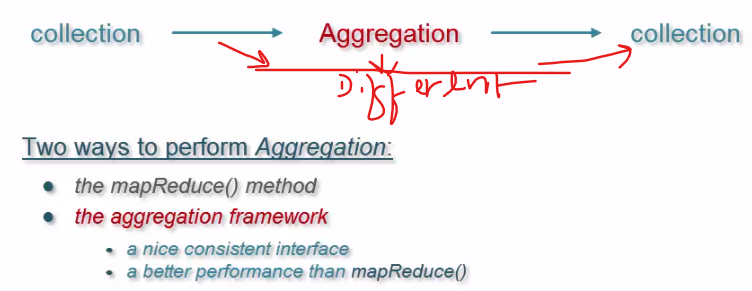 collection Aggregation collection
Different
Two ways to perform Aggregation:
• the mapReduce() method
• the aggregation framework
• a nice consistent interface
• a better performance than mapReduce()